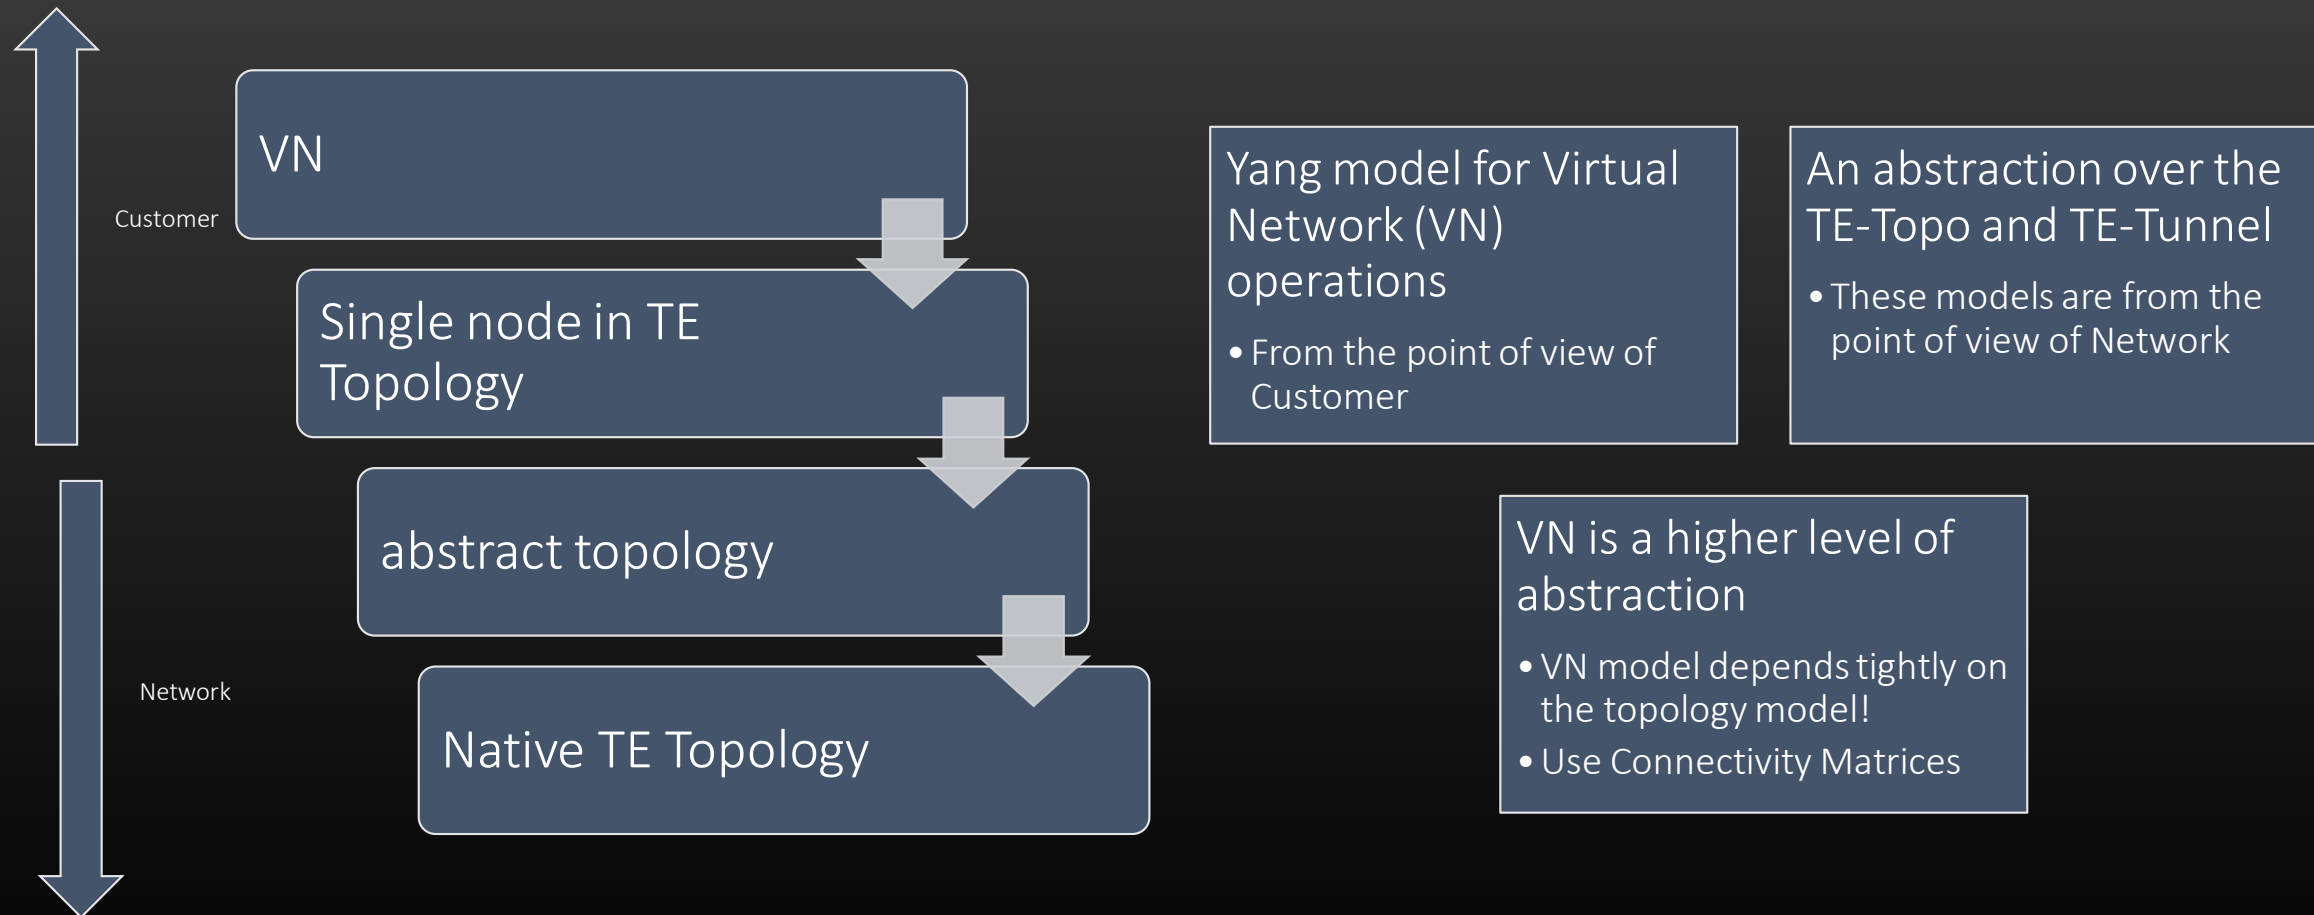 VN
Customer
Single node in TE
Topology
abstract topology
Network
Native TE Topology
Yang model for Virtual
Network (VN)
operations
• From the point of view of
Customer
An abstraction over the
TE-Topo and TE-Tunnel
• These models are from the
point of view of Network
VN is a higher level of
abstraction
• VN model depends tightly on
the topology model!
• Use Connectivity Matrices